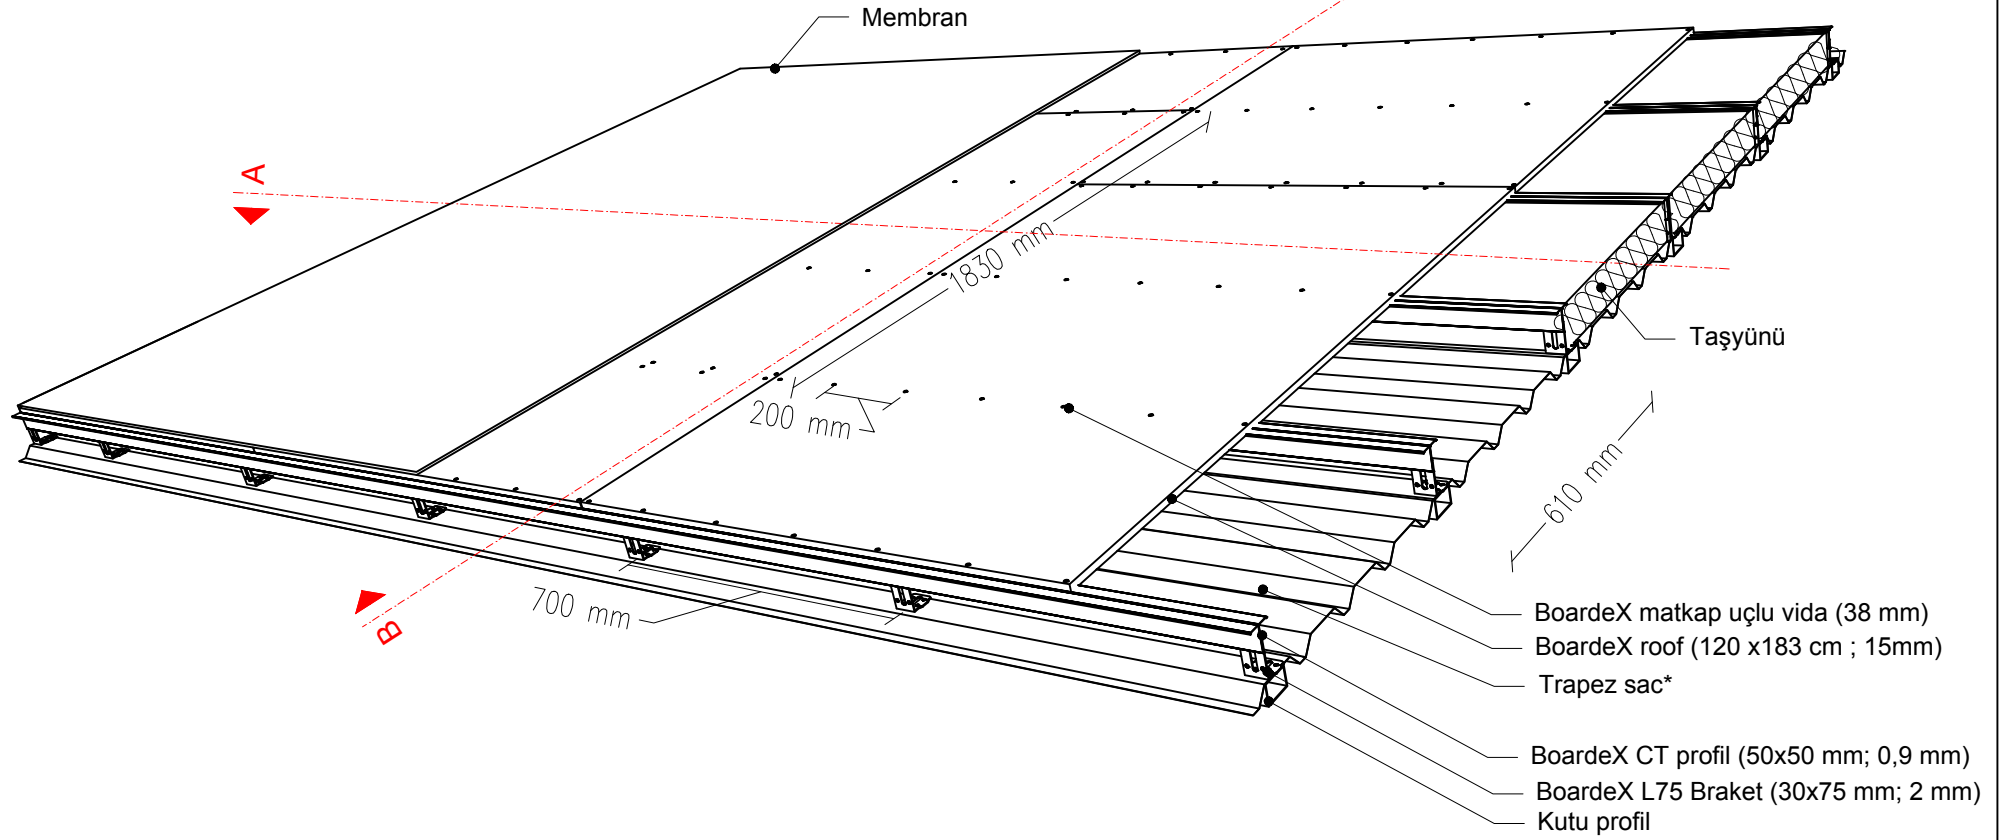 Membran
A
1830 mm
Taşyünü
200 mm
610 mm
700 mm
B
BoardeX matkap uçlu vida (38 mm)
BoardeX roof (120 x183 cm ; 15mm)
Trapez sac*
BoardeX CT profil (50x50 mm; 0,9 mm)
BoardeX L75 Braket (30x75 mm; 2 mm)
Kutu profil